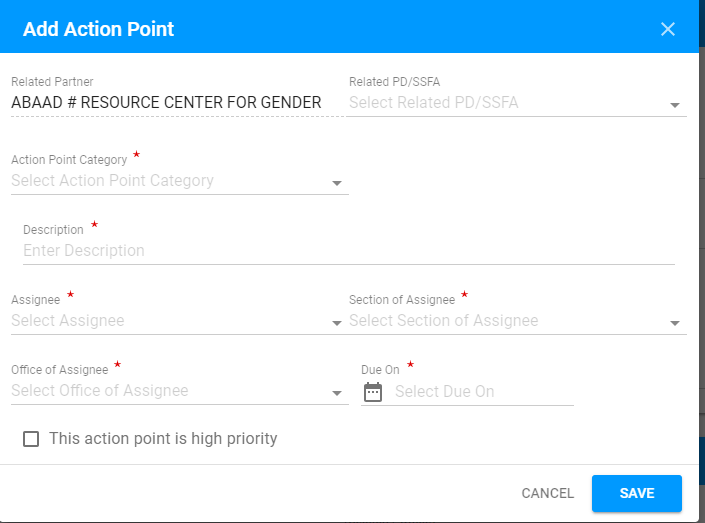 Add Action Point
Related Partner Related PD/SSFA
ABAAD # RESOURCE CENTER FOR GENDER Select Related PD/SSFA
Action Point Category *
Select Action Point Category
Description *
Enter Description
Assignee * Section of Assignee *
Select Assignee Select Section of Assignee
Office of Assignee * Due On *
Select Office of Assignee Select Due On
This action point is high priority
CANCEL SAVE